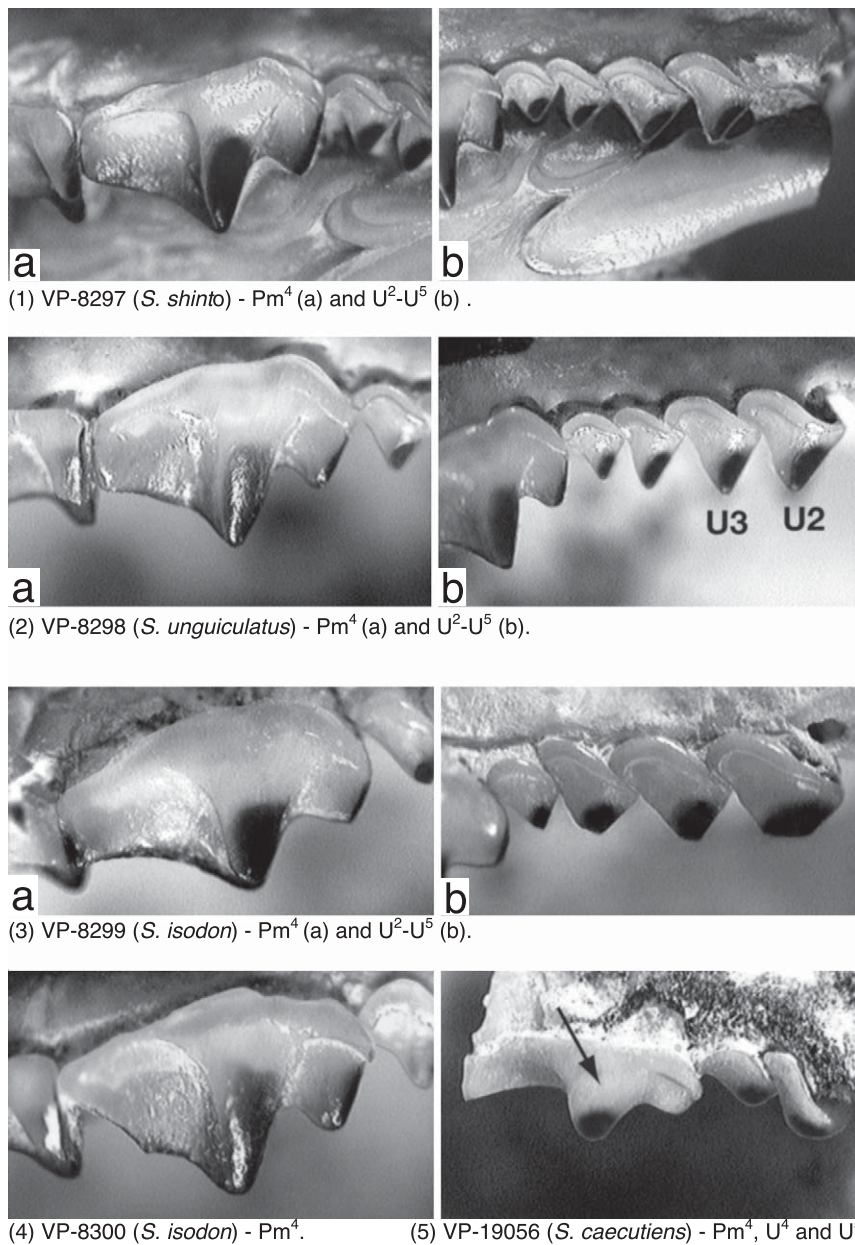 a b
(1) VP-8297 (S. shinto) - Pm4 (a) and U2-U5 (b) .
U3 U2
a b
(2) VP-8298 (S. unguiculatus) - Pm4 (a) and U2-U5 (b).
a b
(3) VP-8299 (S. isodon) - Pm4 (a) and U2-U5 (b).
(4) VP-8300 (S. isodon) - Pm4. (5) VP-19056 (S. caecutiens) - Pm4, U4 and U